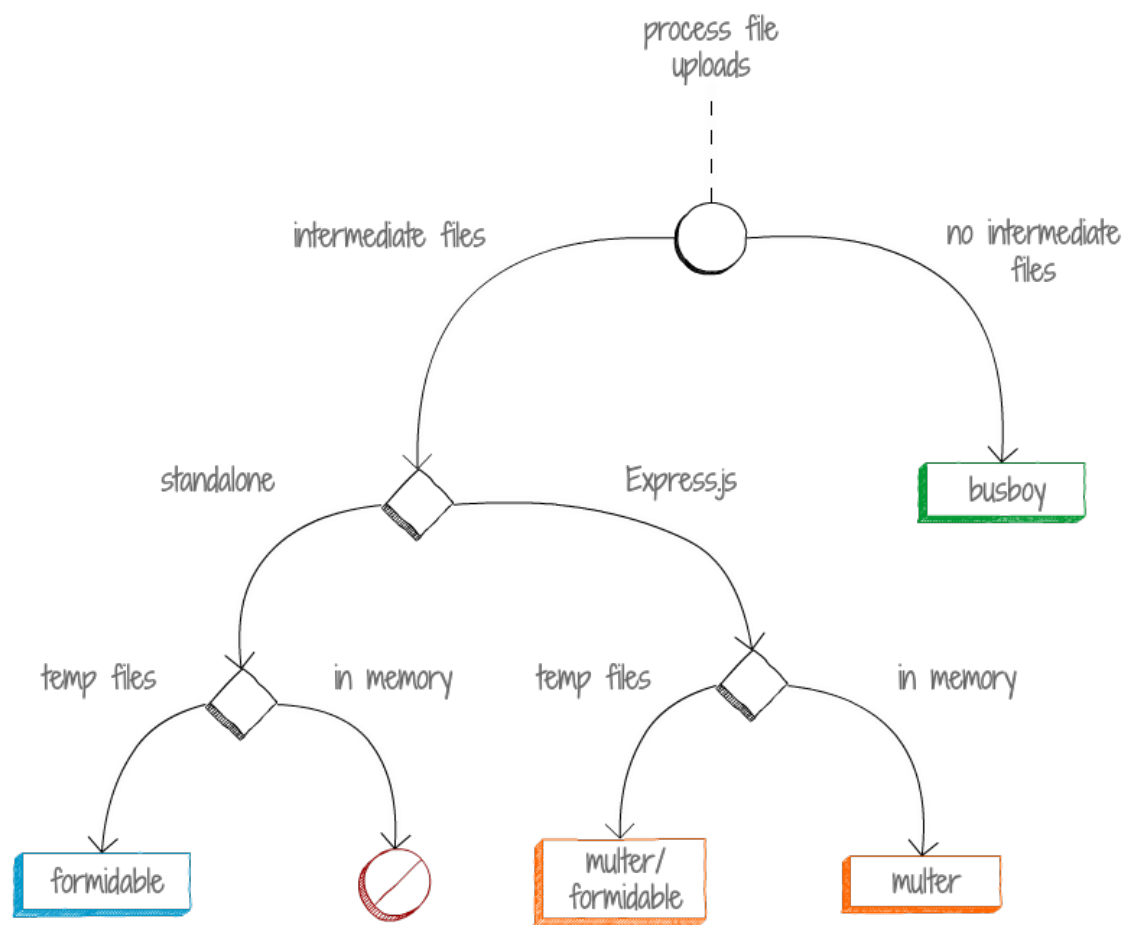 process file
uploads
intermediate files
no intermediate
files
standalone
Express.js
busboy
temp files
in memory
temp files
in memory
formidable
multer/
formidable
multer